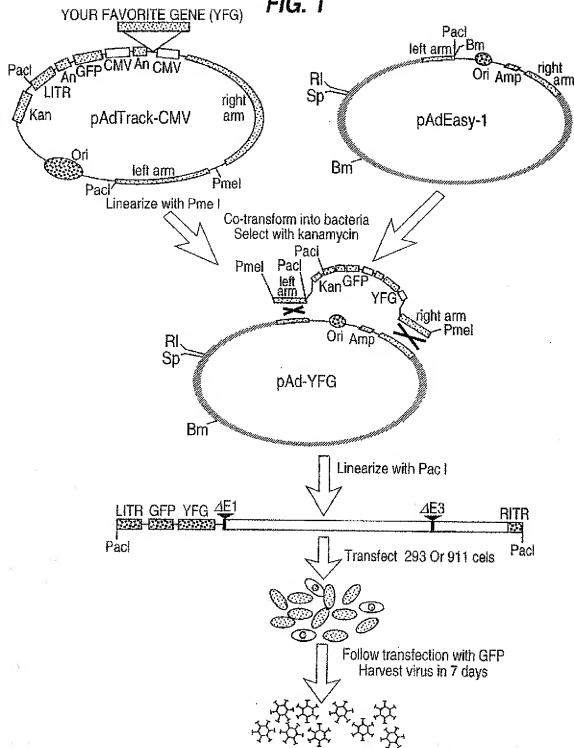 FIG. 1
YOUR FAVORITE GENE (YFG)
PacI
LITR
An
GFP
CMV
An
CMV
Kan
right
arm
pAdTrack-CMV
Ori
PacI
left arm
PmeI
Linearize with Pme I
PacI
left arm
Bm
Ori
Amp
right
arm
RI
Sp
pAdEasy-1
Bm
Co-transform into bacteria
Select with kanamycin
PacI
PmeI
PacI
left
arm
Kan
GFP
YFG
right arm
PmeI
Ori
Amp
RI
Sp
pAd-YFG
Bm
Linearize with Pac I
LITR
GFP
YFG
ΔE1
ΔE3
RITR
PacI
PacI
Transfect 293 Or 911 cels
Follow transfection with GFP
Harvest virus in 7 days